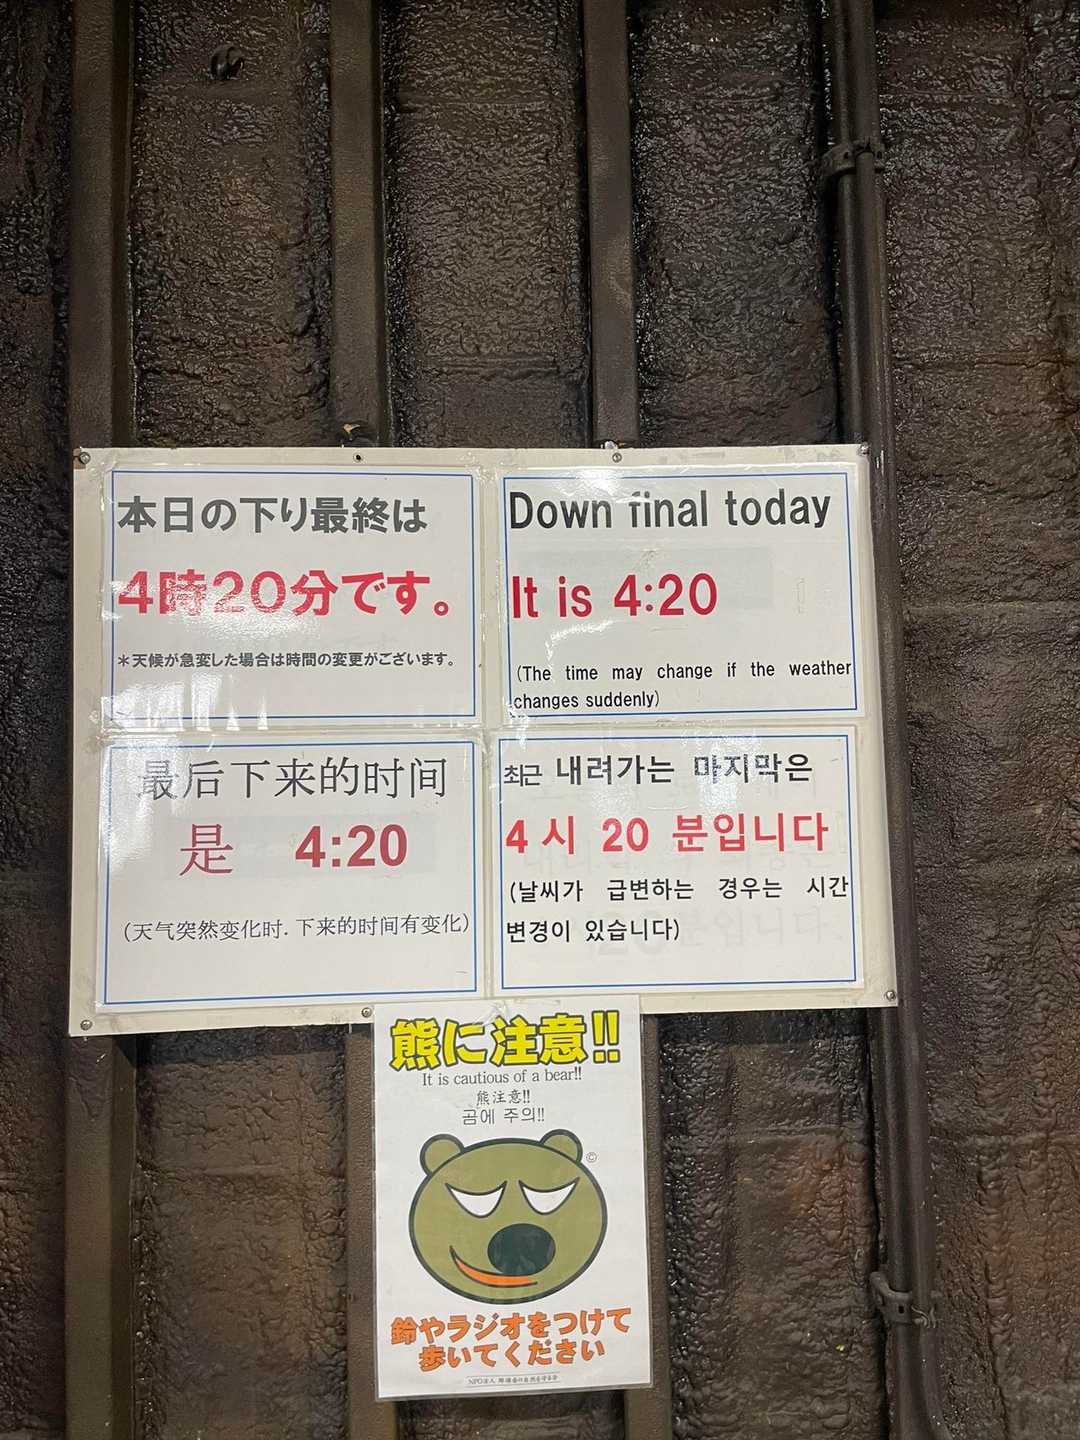 本日の下り最終は
4時20分です。
＊天候が急変した場合は時間の変更がございます。
Down final today
It is 4:20
(The time may change if the weather
changes suddenly)
最后下来的时间
是 4:20
(天气突然变化时. 下来的时间有变化)
최근 내려가는 마지막은
4 시 20 분입니다
(날씨가 급변하는 경우는 시간
변경이 있습니다)
熊に注意!!
It is cautious of a bear!!
熊注意!!
곰에 주의!!
©
鈴やラジオをつけて
歩いてください
NPO法人